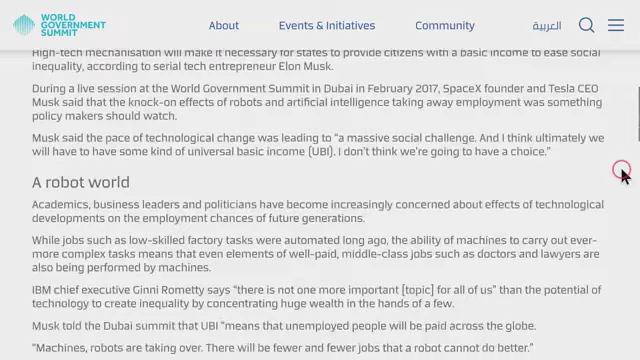 WORLD
GOVERNMENT
SUMMIT
About
Events & Initiatives
Community
العربية
High-tech mechanisation will make it necessary for states to provide citizens with a basic income to ease social
inequality, according to serial tech entrepreneur Elon Musk.
During a live session at the World Government Summit in Dubai in February 2017, SpaceX founder and Tesla CEO
Musk said that the knock-on effects of robots and artificial intelligence taking away employment was something
policy makers should watch.
Musk said the pace of technological change was leading to “a massive social challenge. And I think ultimately we
will have to have some kind of universal basic income (UBI). I don’t think we’re going to have a choice.”
A robot world
Academics, business leaders and politicians have become increasingly concerned about effects of technological
developments on the employment chances of future generations.
While jobs such as low-skilled factory tasks were automated long ago, the ability of machines to carry out ever-
more complex tasks means that even elements of well-paid, middle-class jobs such as doctors and lawyers are
also being performed by machines.
IBM chief executive Ginni Rometty says “there is not one more important [topic] for all of us” than the potential of
technology to create inequality by concentrating huge wealth in the hands of a few.
Musk told the Dubai summit that UBI “means that unemployed people will be paid across the globe.
“Machines, robots are taking over. There will be fewer and fewer jobs that a robot cannot do better.”